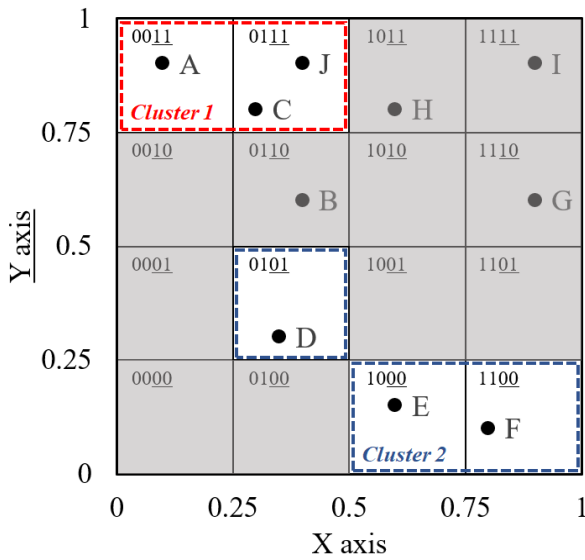 1
0011 0111 1011 1111
A J I
C H
Cluster 1
0.75
0010 0110 1010 1110
B G
Y axis
0.5
0001 0101 1001 1101
D
0.25
0000 0100 1000 1100
E F
Cluster 2
0
0 0.25 0.5 0.75 1
X axis